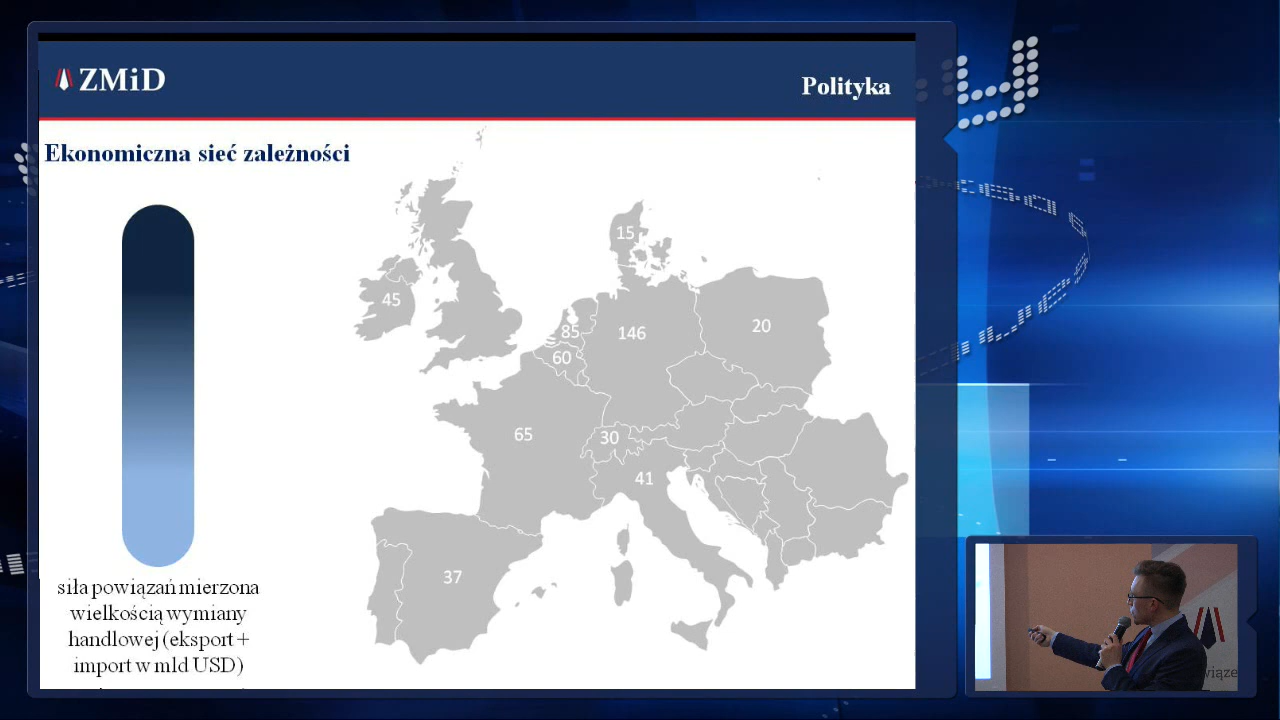 ZMiD
Polityka
Ekonomiczna sieć zależności
15
45
85
146
20
60
65
30
41
37
siła powiązań mierzona
wielkością wymiany
handlowej (eksport +
import w mld USD)
wiąze